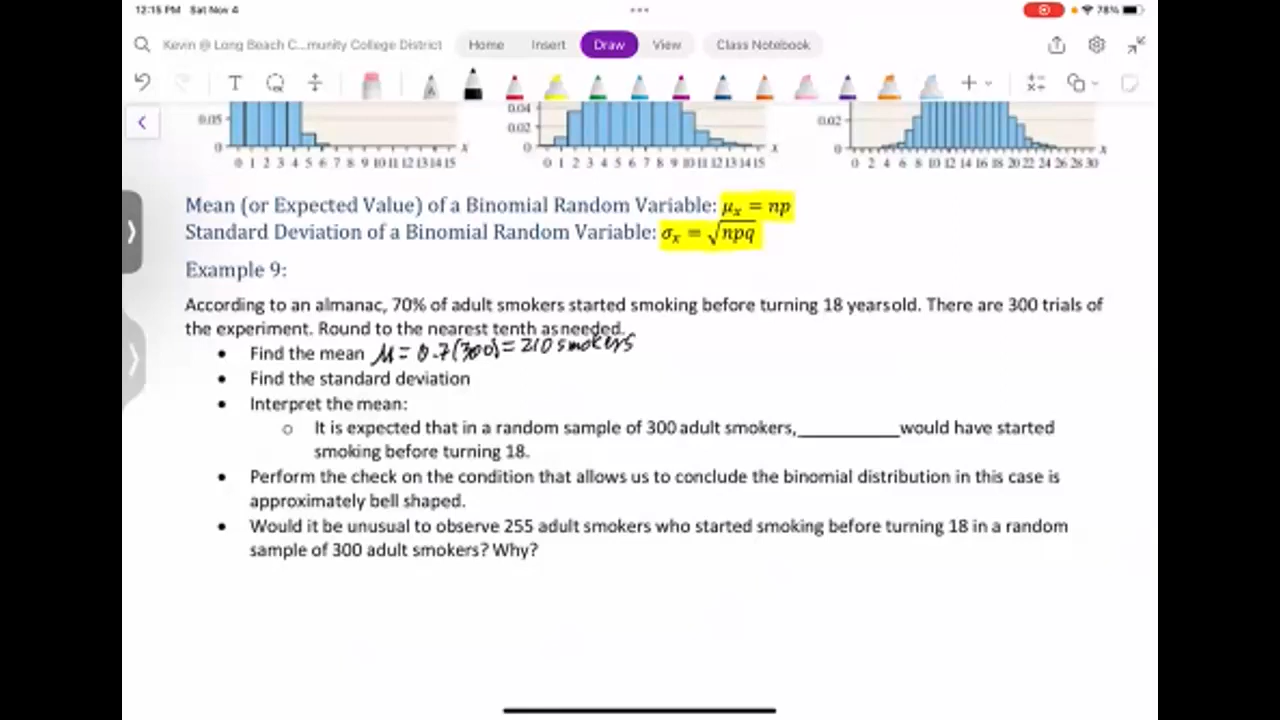 12:15 PM Sat Nov 4
78%
Kevin @ Long Beach C...munity College District Home Insert Draw View Class Notebook
0.05
0
0 1 2 3 4 5 6 7 8 9 10 11 12 13 14 15
x
0.04
0.02
0
0 1 2 3 4 5 6 7 8 9 10 11 12 13 14 15
x
0.02
0
0 2 4 6 8 10 12 14 16 18 20 22 24 26 28 30
x
Mean (or Expected Value) of a Binomial Random Variable: μₓ = np
Standard Deviation of a Binomial Random Variable: σₓ = √npq
Example 9:
According to an almanac, 70% of adult smokers started smoking before turning 18 yearsold. There are 300 trials of
the experiment. Round to the nearest tenth asneeded.
• Find the mean μ = 0.7(300) = 210 smokers
• Find the standard deviation
• Interpret the mean:
o It is expected that in a random sample of 300 adult smokers,__________would have started
smoking before turning 18.
• Perform the check on the condition that allows us to conclude the binomial distribution in this case is
approximately bell shaped.
• Would it be unusual to observe 255 adult smokers who started smoking before turning 18 in a random
sample of 300 adult smokers? Why?